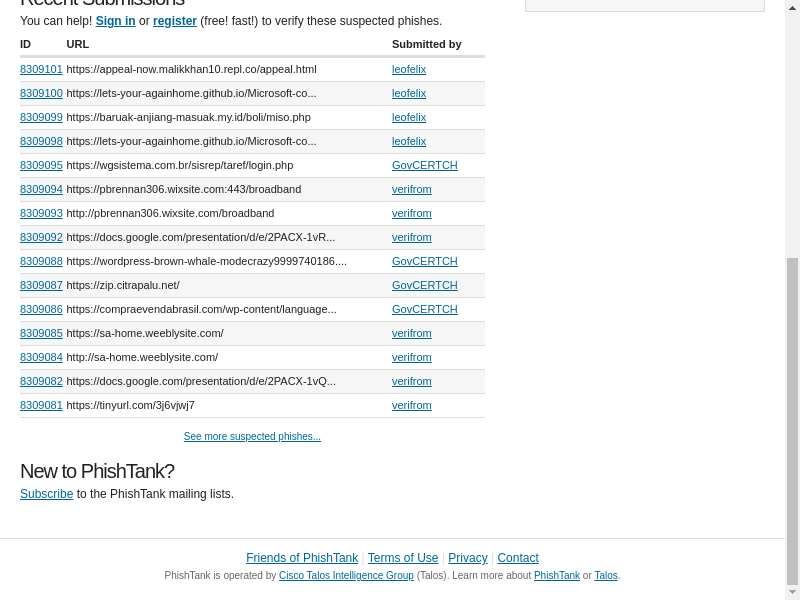 Recent Submissions
You can help! Sign in or register (free! fast!) to verify these suspected phishes.
ID URL Submitted by
8309101 https://appeal-now.malikkhan10.repl.co/appeal.html leofelix
8309100 https://lets-your-againhome.github.io/Microsoft-co... leofelix
8309099 https://baruak-anjiang-masuak.my.id/boli/miso.php leofelix
8309098 https://lets-your-againhome.github.io/Microsoft-co... leofelix
8309095 https://wgsistema.com.br/sisrep/taref/login.php GovCERTCH
8309094 https://pbrennan306.wixsite.com:443/broadband verifrom
8309093 http://pbrennan306.wixsite.com/broadband verifrom
8309092 https://docs.google.com/presentation/d/e/2PACX-1vR... verifrom
8309088 https://wordpress-brown-whale-modecrazy9999740186.... GovCERTCH
8309087 https://zip.citrapalu.net/ GovCERTCH
8309086 https://compraevendabrasil.com/wp-content/language... GovCERTCH
8309085 https://sa-home.weeblysite.com/ verifrom
8309084 http://sa-home.weeblysite.com/ verifrom
8309082 https://docs.google.com/presentation/d/e/2PACX-1vQ... verifrom
8309081 https://tinyurl.com/3j6vjwj7 verifrom
See more suspected phishes...
New to PhishTank?
Subscribe to the PhishTank mailing lists.
Friends of PhishTank | Terms of Use | Privacy | Contact
PhishTank is operated by Cisco Talos Intelligence Group (Talos). Learn more about PhishTank or Talos.